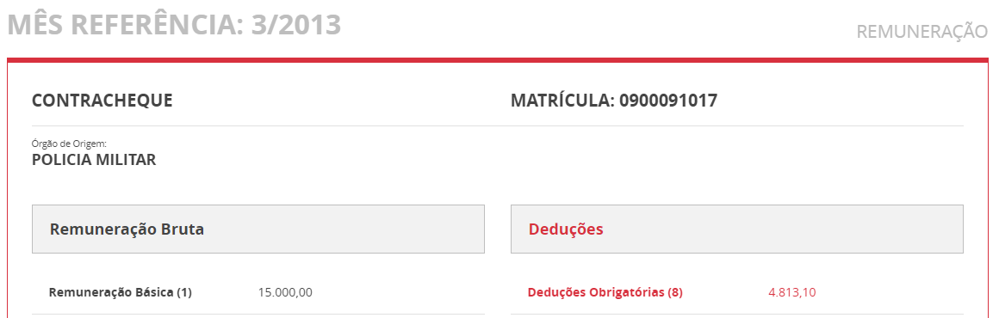 MÊS REFERÊNCIA: 3/2013
REMUNERAÇÃO
CONTRACHEQUE
MATRÍCULA: 0900091017
Órgão de Origem:
POLICIA MILITAR
Remuneração Bruta
Deduções
Remuneração Básica (1) 15.000,00
Deduções Obrigatórias (8) 4.813,10